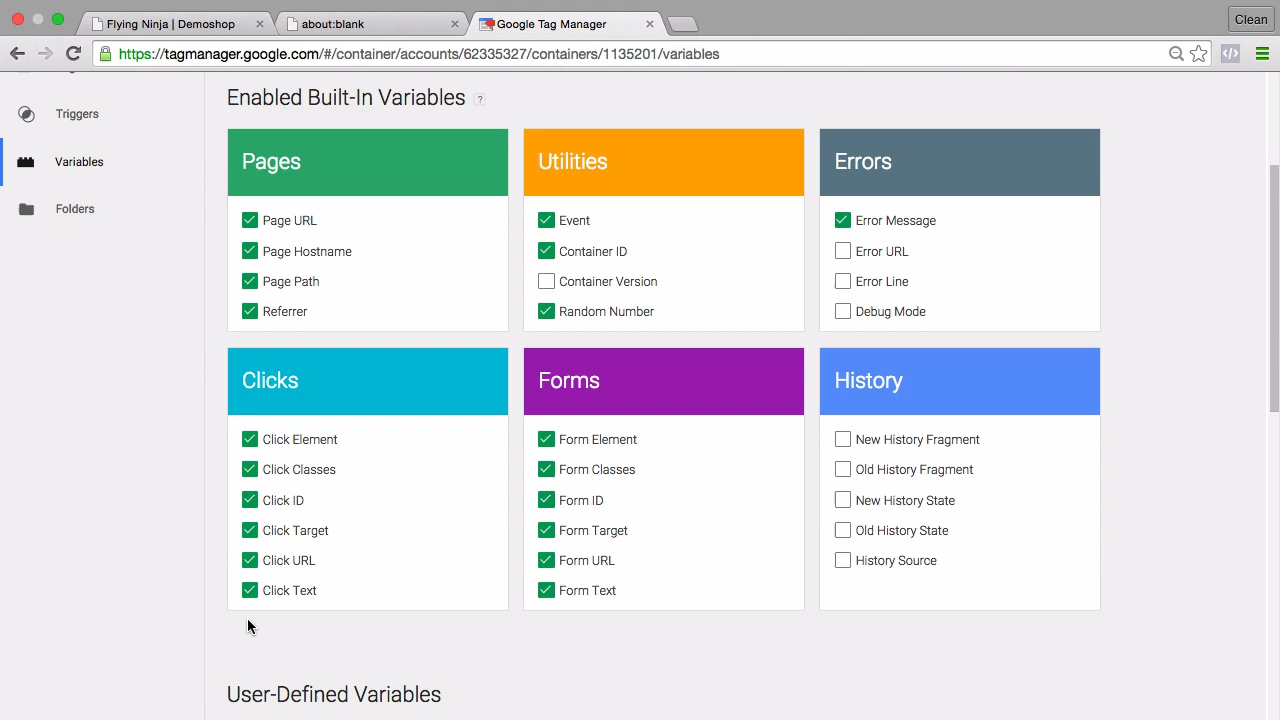 Flying Ninja | Demoshop
about:blank
Google Tag Manager
Clean
https://tagmanager.google.com/#/container/accounts/62335327/containers/1135201/variables
Triggers
Variables
Folders
Enabled Built-In Variables ?
Pages
Page URL
Page Hostname
Page Path
Referrer
Utilities
Event
Container ID
Container Version
Random Number
Errors
Error Message
Error URL
Error Line
Debug Mode
Clicks
Click Element
Click Classes
Click ID
Click Target
Click URL
Click Text
Forms
Form Element
Form Classes
Form ID
Form Target
Form URL
Form Text
History
New History Fragment
Old History Fragment
New History State
Old History State
History Source
User-Defined Variables